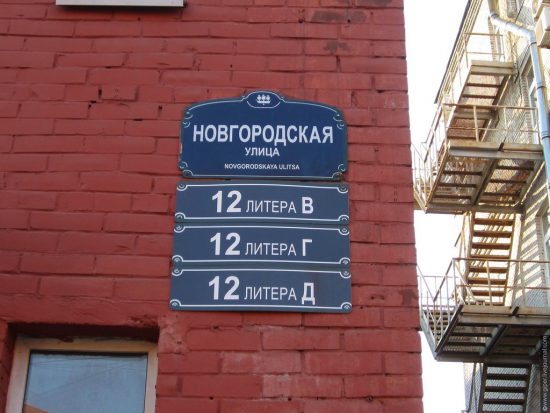 НОВГОРОДСКАЯ
УЛИЦА
NOVGORODSKAYA ULITSA
12 ЛИТЕРА В
12 ЛИТЕРА Г
12 ЛИТЕРА Д